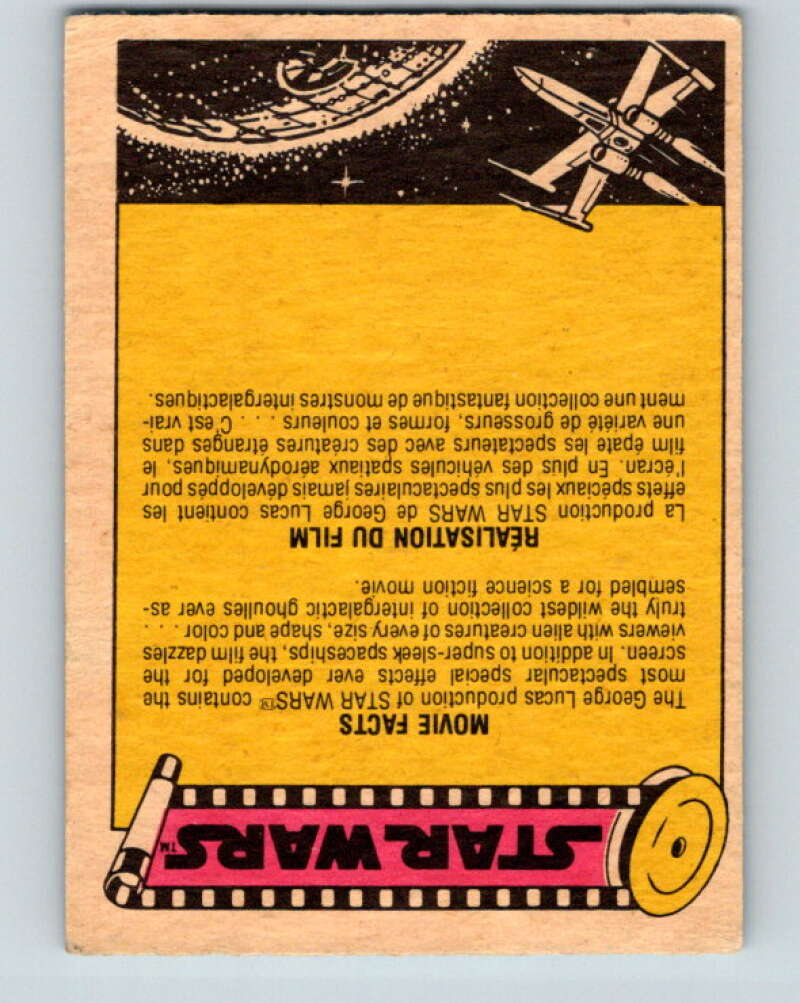 STAR WARS™
MOVIE FACTS
The George Lucas production of STAR WARS™ contains the
most spectacular special effects ever developed for the
screen. In addition to super-sleek spaceships, the film dazzles
viewers with alien creatures of every size, shape and color . . .
truly the wildest collection of intergalactic ghoulies ever as-
sembled for a science fiction movie.
RÉALISATION DU FILM
La production STAR WARS de George Lucas contient les
effets spéciaux les plus spectaculaires jamais développés pour
l'écran. En plus des véhicules spatiaux aérodynamiques, le
film épate les spectateurs avec des créatures étranges dans
une variété de grosseurs, formes et couleurs . . . C'est vrai-
ment une collection fantastique de monstres intergalactiques.